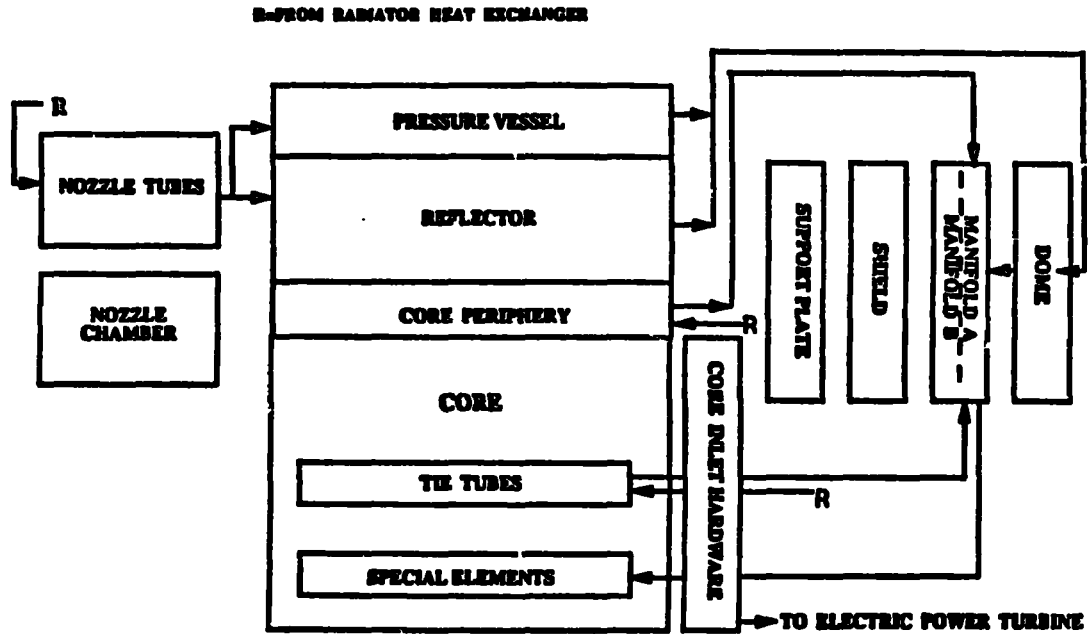 R=FROM RADIATOR HEAT EXCHANGER
R
NOZZLE TUBES
NOZZLE
CHAMBER
PRESSURE VESSEL
REFLECTOR
CORE PERIPHERY
R
CORE
TIE TUBES
R
SPECIAL ELEMENTS
CORE INLET HARDWARE
SUPPORT PLATE
SHIELD
MANIFOLD A
MANIFOLD B
DOME
TO ELECTRIC POWER TURBINE